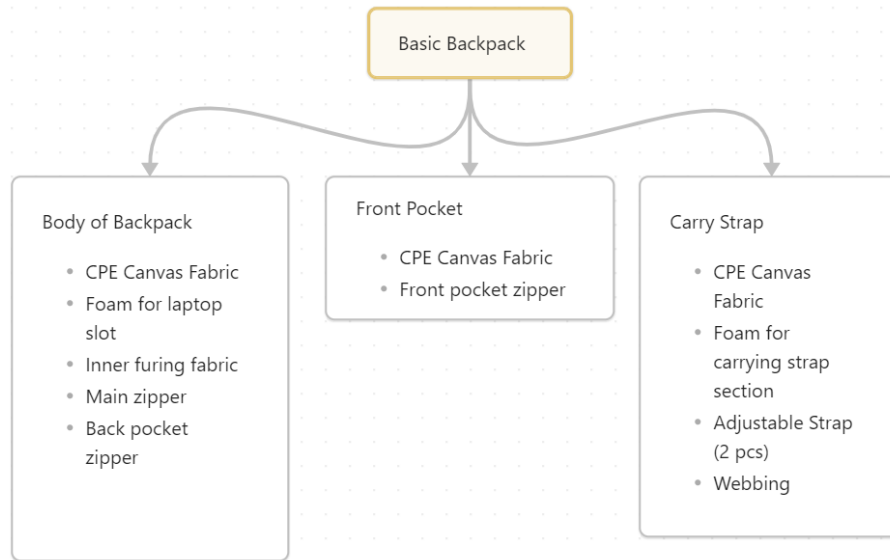 Basic Backpack
Body of Backpack
CPE Canvas Fabric
Foam for laptop
slot
Inner furing fabric
Main zipper
Back pocket
zipper
Front Pocket
CPE Canvas Fabric
Front pocket zipper
Carry Strap
CPE Canvas
Fabric
Foam for
carrying strap
section
Adjustable Strap
(2 pcs)
Webbing